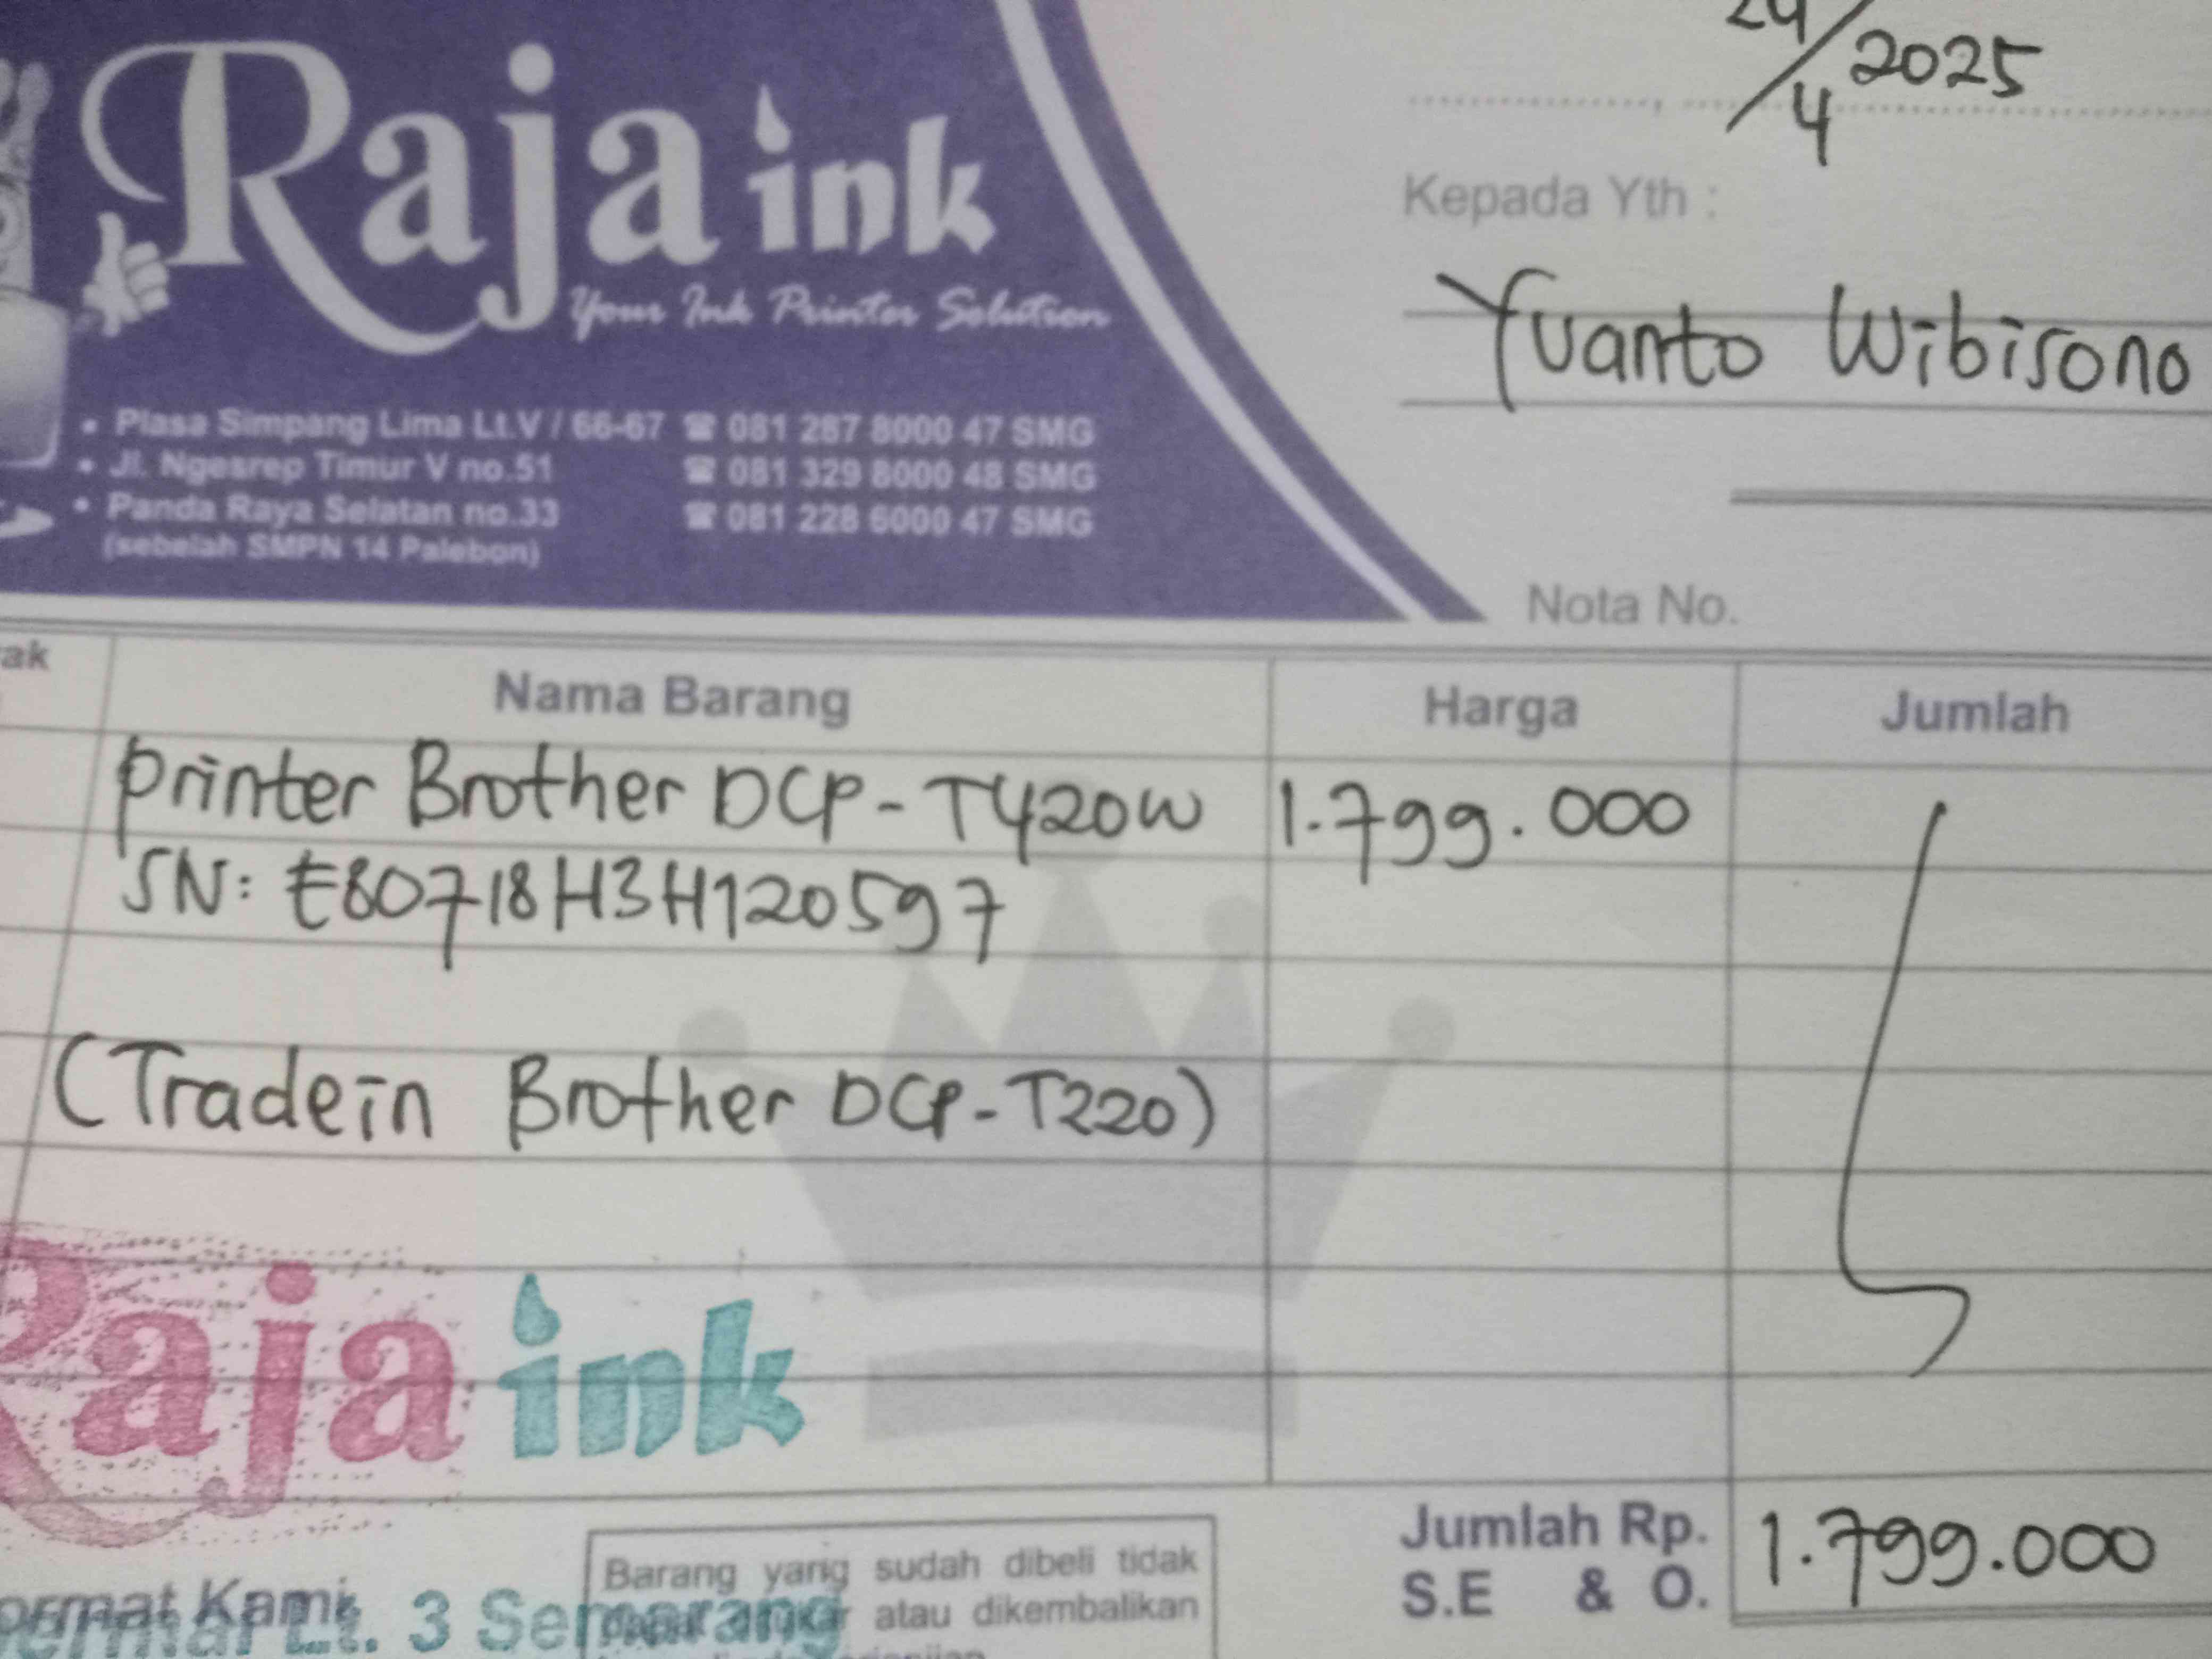 24/4 2025
Raja ink
Your Ink Printer Solution
Kepada Yth :
Yuanto Wibisono
• Plasa Simpang Lima Lt.V / 66-67 ☎ 081 287 8000 47 SMG
• Jl. Ngesrep Timur V no.51 ☎ 081 329 8000 48 SMG
• Panda Raya Selatan no.33 ☎ 081 228 6000 47 SMG
(sebelah SMPN 14 Palebon)
Nota No.
ak Nama Barang Harga Jumlah
Printer Brother DCP-T420W 1.799.000
SN: E80718H3H120597
(Tradein Brother DCP-T220)
Raja ink
Jumlah Rp. 1.799.000
S.E & O.
ormat Kami,
Lt. 3 Semarang
Barang yang sudah dibeli tidak
atau dikembalikan